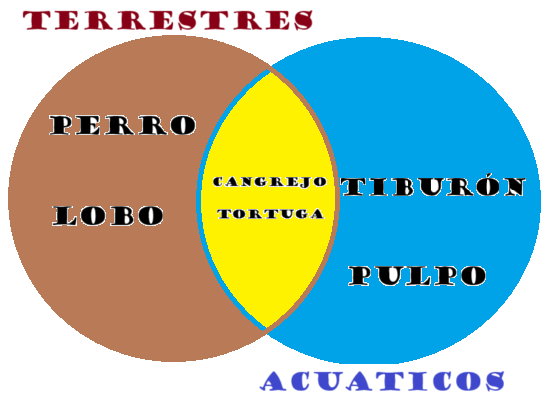 TERRESTRES
PERRO
LOBO
CANGREJO
TORTUGA
TIBURÓN
PULPO
ACUATICOS